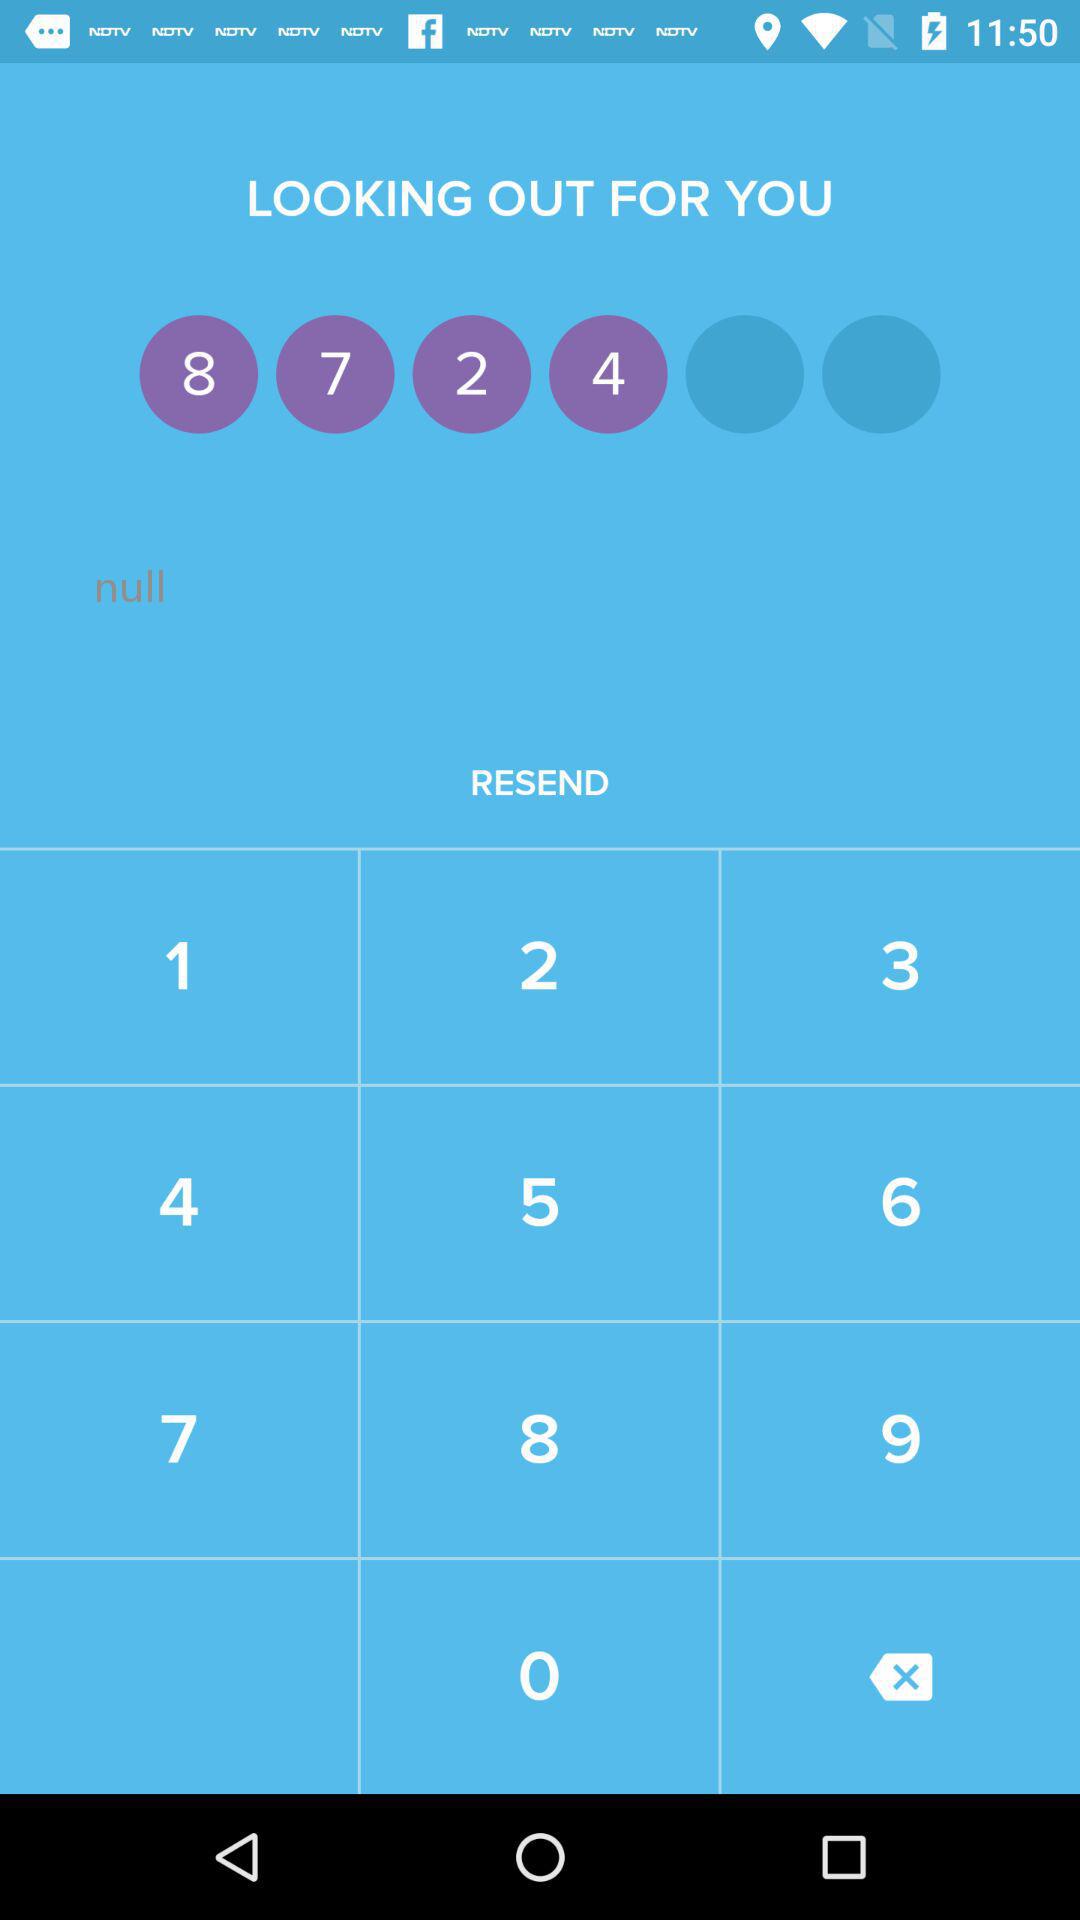 NDTV NDTV NDTV NDTV NDTV f NDTV NDTV NDTV NDTV 11:50
LOOKING OUT FOR YOU
8 7 2 4
null
RESEND
1 2 3
4 5 6
7 8 9
0